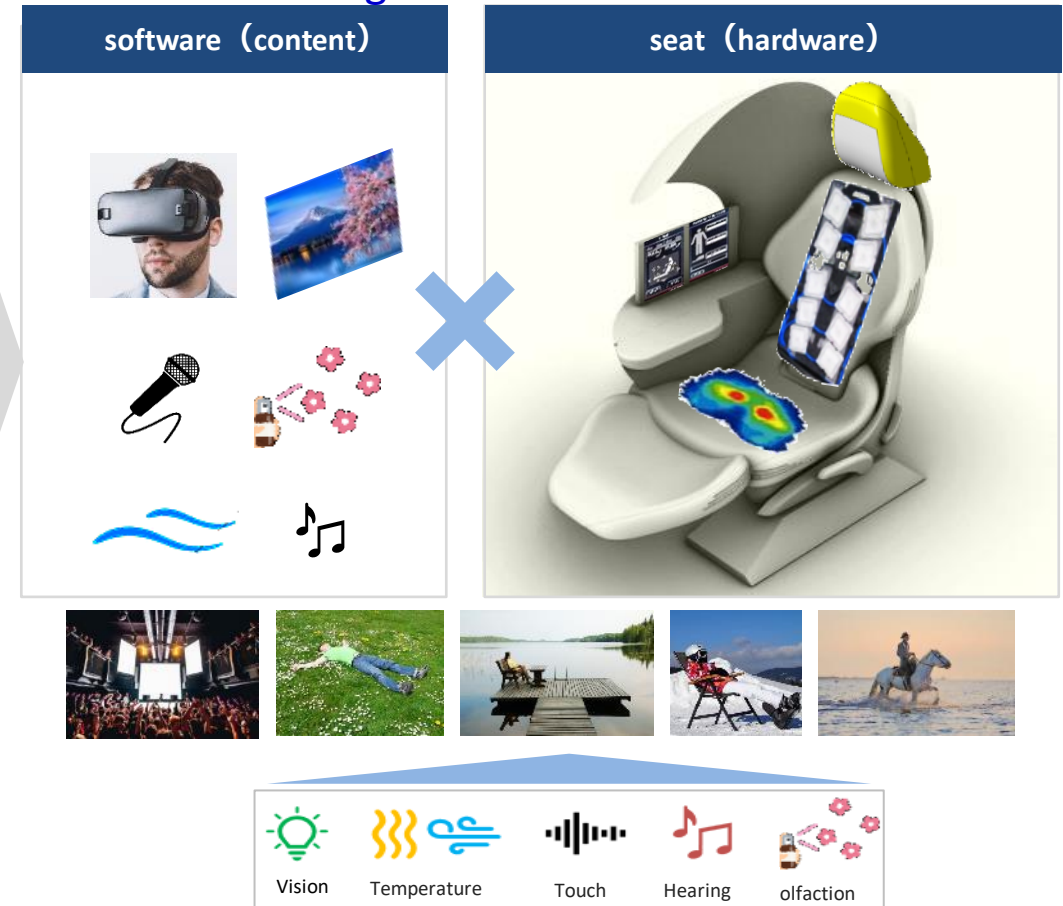 software（content）
seat（hardware）
Vision
Temperature
Touch
Hearing
olfaction